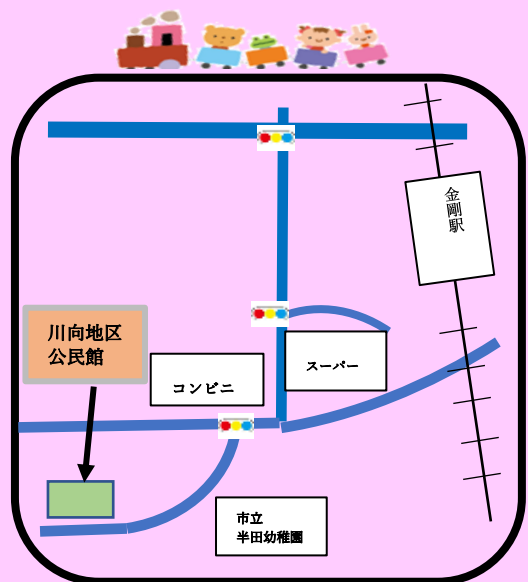 金剛駅
川向地区
公民館
コンビニ
スーパー
市立
半田幼稚園